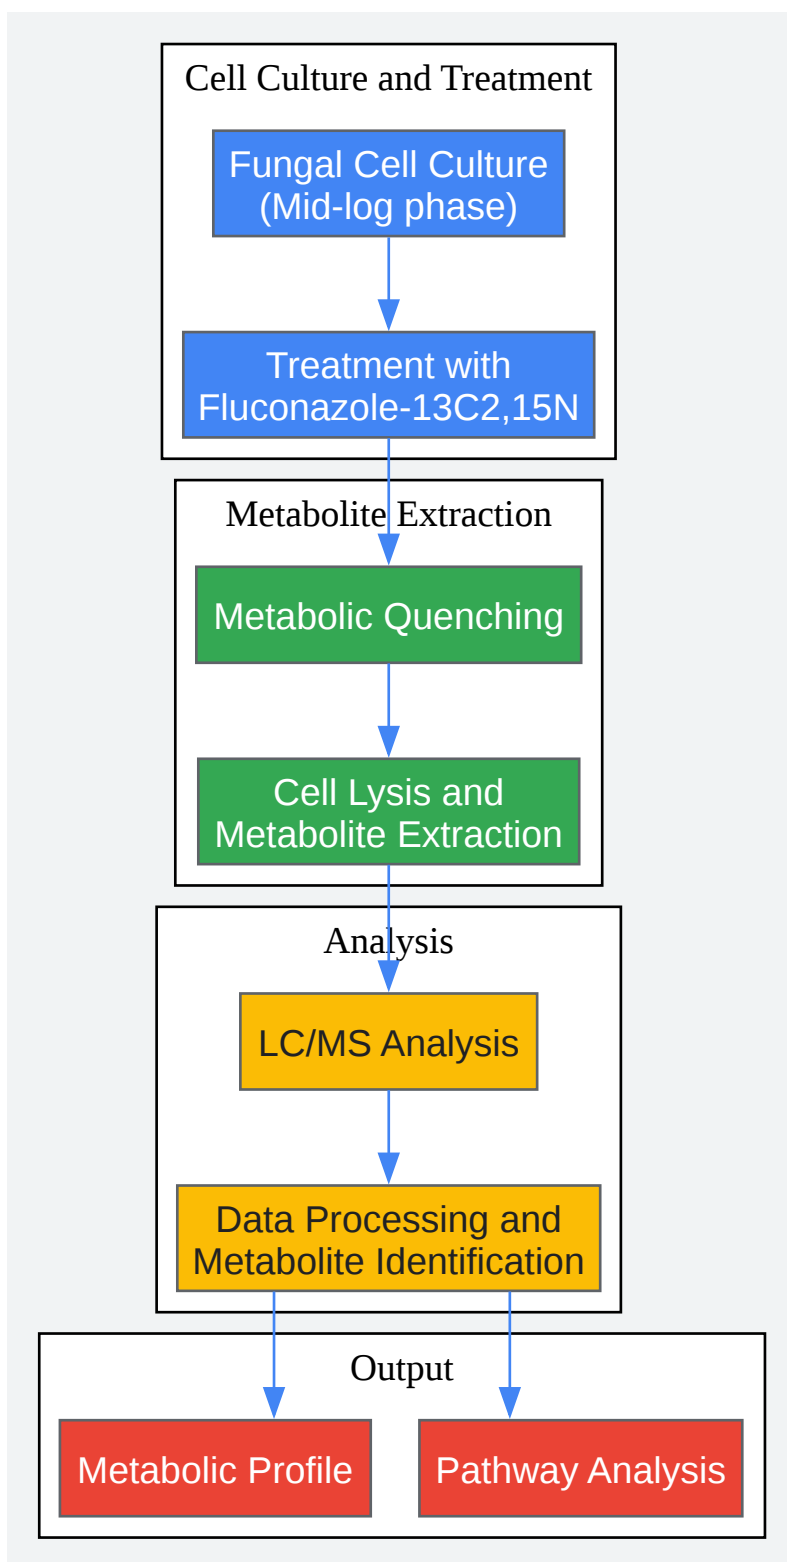 Cell Culture and Treatment
Fungal Cell Culture
(Mid-log phase)
Treatment with
Fluconazole-13C2,15N
Metabolite Extraction
Metabolic Quenching
Cell Lysis and
Metabolite Extraction
Analysis
LC/MS Analysis
Data Processing and
Metabolite Identification
Output
Metabolic Profile
Pathway Analysis